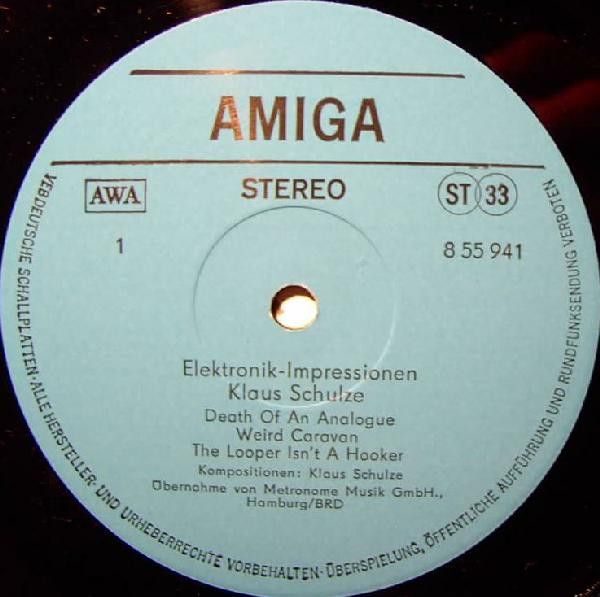 AMIGA
AWA
STEREO
ST 33
1
8 55 941
Elektronik-Impressionen
Klaus Schulze
Death Of An Analogue
Weird Caravan
The Looper Isn't A Hooker
Kompositionen: Klaus Schulze
Übernahme von Metronome Musik GmbH.,
Hamburg/BRD
VEB DEUTSCHE SCHALLPLATTEN · ALLE HERSTELLER- UND URHEBERRECHTE VORBEHALTEN · ÜBERSPIELUNG, ÖFFENTLICHE AUFFÜHRUNG UND RUNDFUNKSENDUNG VERBOTEN